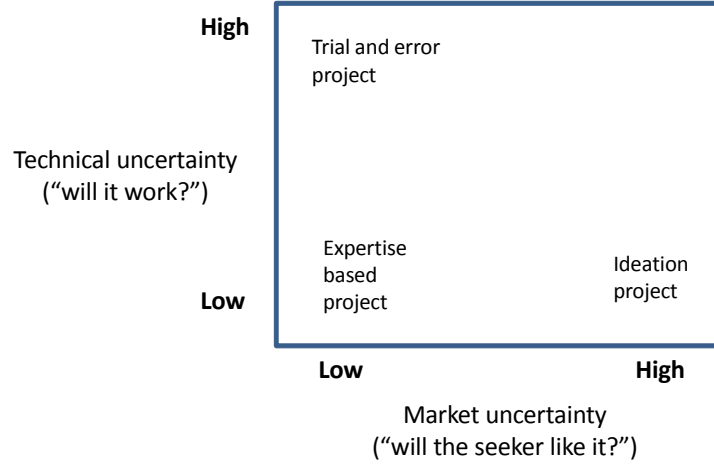 High
Trial and error
project
Technical uncertainty
(“will it work?”)
Expertise
based
project
Ideation
project
Low
Low
High
Market uncertainty
(“will the seeker like it?”)